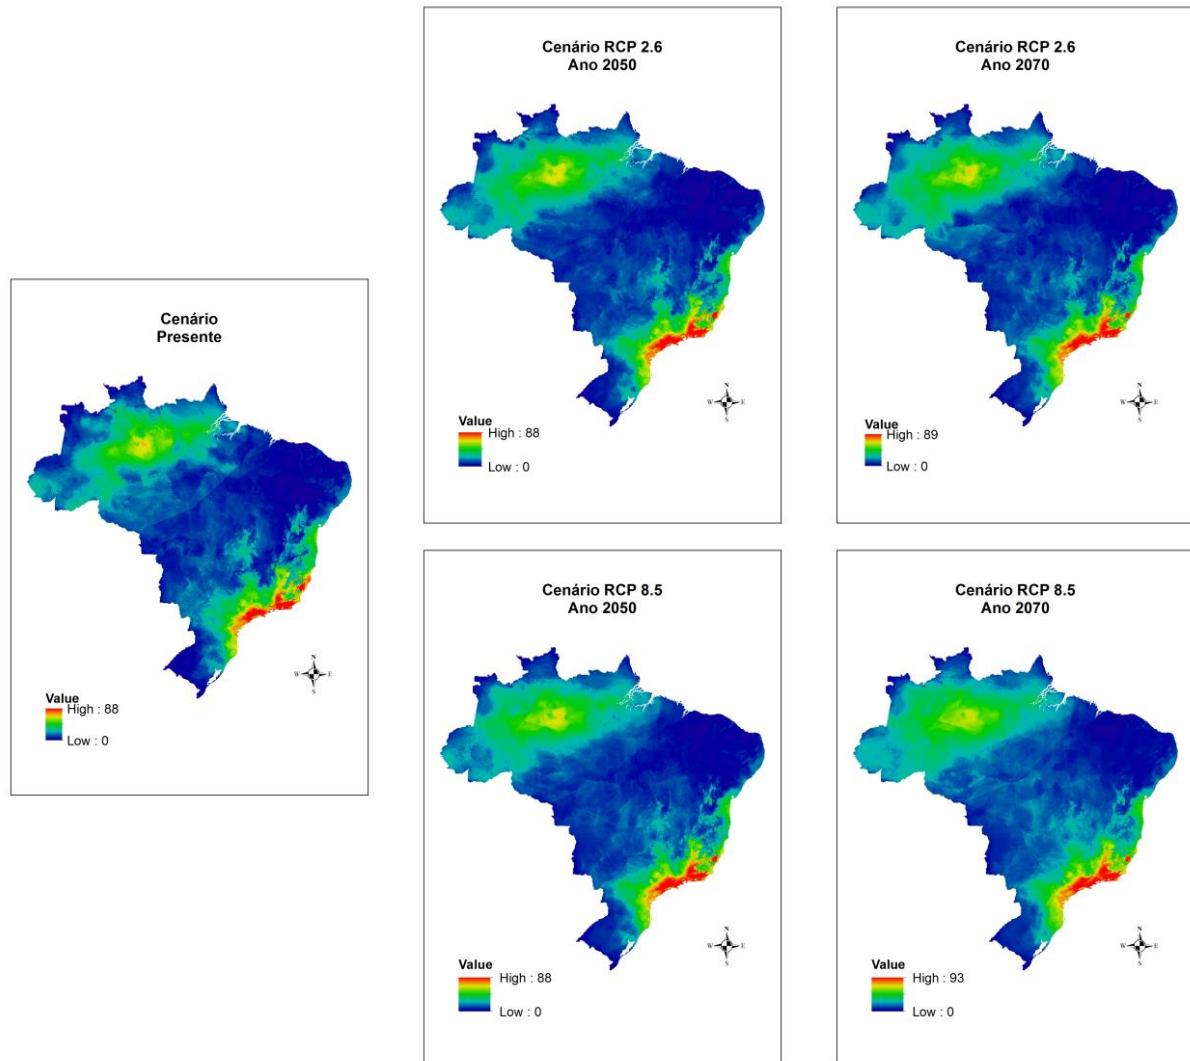 Cenário RCP 2.6
Ano 2050
N
W E
S
Value
High : 88
Low : 0
Cenário RCP 2.6
Ano 2070
N
W E
S
Value
High : 89
Low : 0
Cenário
Presente
N
W E
S
Value
High : 88
Low : 0
Cenário RCP 8.5
Ano 2050
N
W E
S
Value
High : 88
Low : 0
Cenário RCP 8.5
Ano 2070
N
W E
S
Value
High : 93
Low : 0